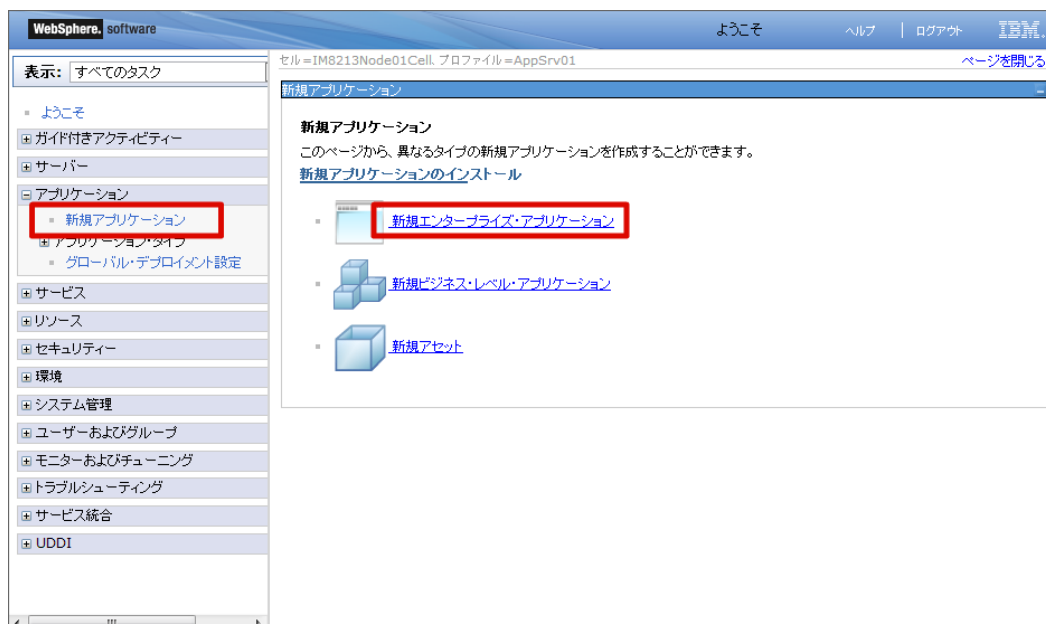 WebSphere. software
ようこそ
ヘルプ | ログアウト
IBM.
表示: すべてのタスク
ようこそ
ガイド付きアクティビティー
サーバー
アプリケーション
新規アプリケーション
アプリケーション・タイプ
グローバル・デプロイメント設定
サービス
リソース
セキュリティー
環境
システム管理
ユーザーおよびグループ
モニターおよびチューニング
トラブルシューティング
サービス統合
UDDI
セル=IM8213Node01Cell、プロファイル=AppSrv01
ページを閉じる
新規アプリケーション
新規アプリケーション
このページから、異なるタイプの新規アプリケーションを作成することができます。
新規アプリケーションのインストール
新規エンタープライズ・アプリケーション
新規ビジネス・レベル・アプリケーション
新規アセット